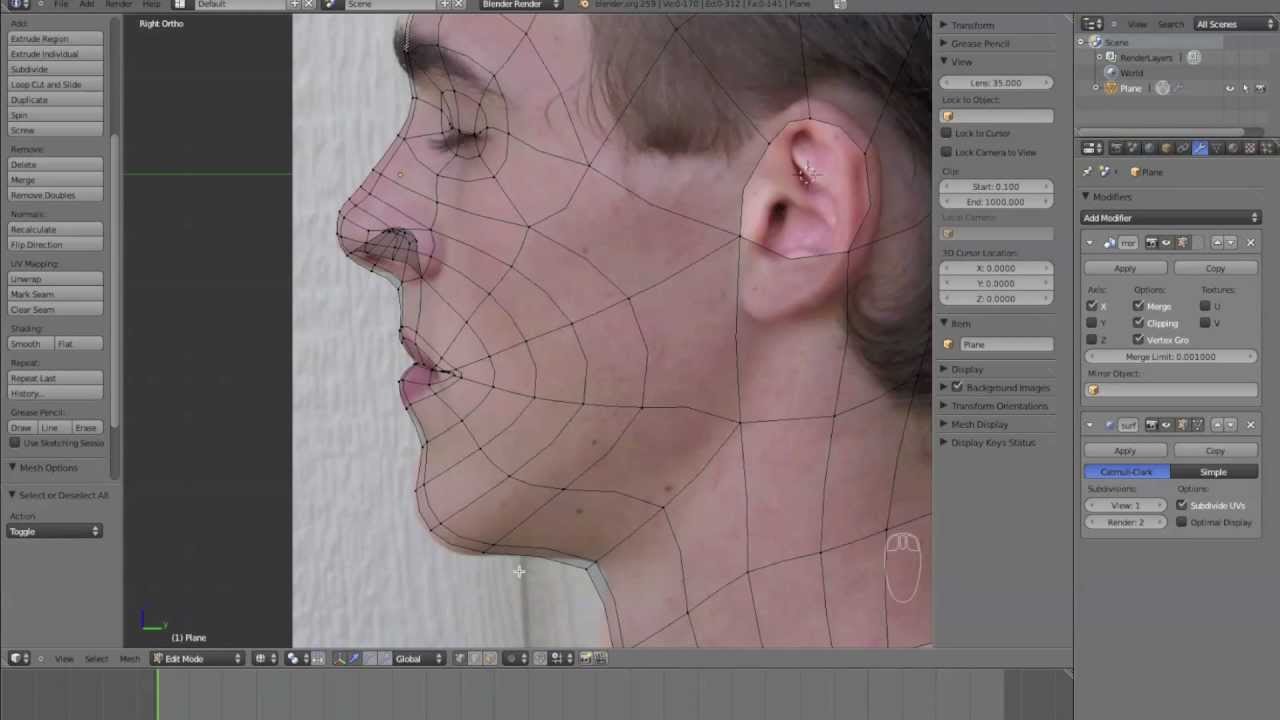 File Add Render Window Help Default Scene Blender Render blender.org 259 | Ve:0-170 | Ed:0-312 | Fa:0-141 | Plane
Right Ortho
Add:
Extrude Region
Extrude Individual
Subdivide
Loop Cut and Slide
Duplicate
Spin
Screw
Remove:
Delete
Merge
Remove Doubles
Normals:
Recalculate
Flip Direction
UV Mapping:
Unwrap
Mark Seam
Clear Seam
Shading:
Smooth Flat
Repeat:
Repeat Last
History...
Grease Pencil:
Draw Line Erase
Use Sketching Sessio
Mesh Options
Select or Deselect All
Action
Toggle
(1) Plane
View Select Mesh Edit Mode Global
Transform
Grease Pencil
View
Lens: 35.000
Lock to Object:
Lock to Cursor
Lock Camera to View
Clip:
Start: 0.100
End: 1000.000
Local Camera:
3D Cursor Location:
X: 0.0000
Y: 0.0000
Z: 0.0000
Item
Plane
Display
Background Images
Transform Orientations
Mesh Display
Display Keys Status
View Search All Scenes
Scene
RenderLayers
World
Plane
Plane
Modifiers
Add Modifier
mor
Apply Copy
Axis: Options: Textures:
X Merge U
Y Clipping V
Z Vertex Gro
Merge Limit: 0.001000
Mirror Object:
surf
Apply Copy
Catmull-Clark Simple
Subdivisions: Options:
View: 1 Subdivide UVs
Render: 2 Optimal Display